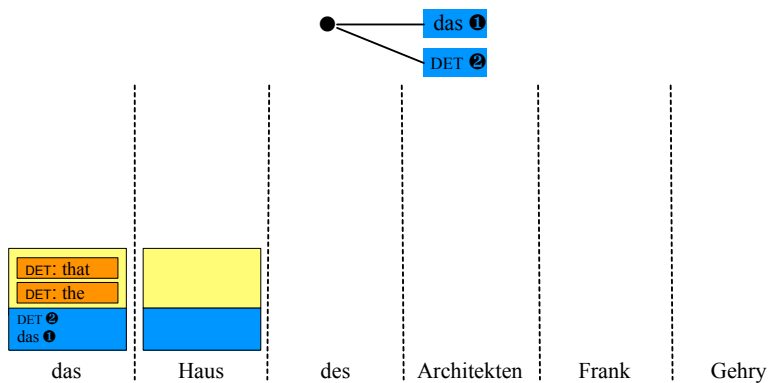 das ❶
DET ❷
DET: that
DET: the
DET ❷
das ❶
das Haus des Architekten Frank Gehry